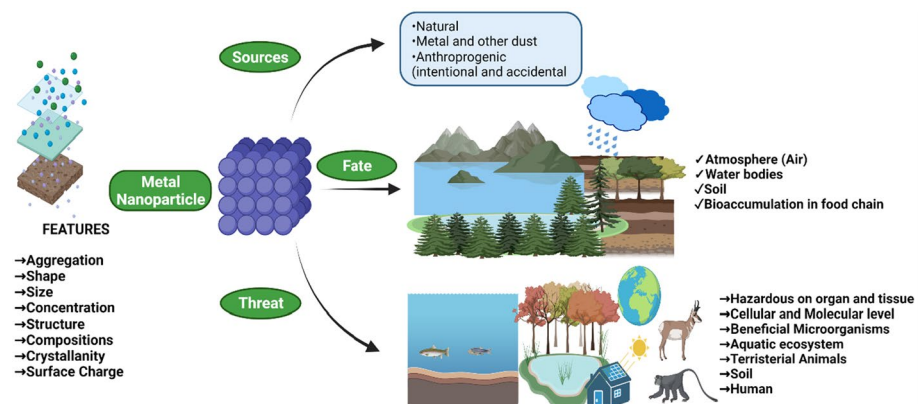 Sources
•Natural
•Metal and other dust
•Anthroprogenic
(intentional and accidental
Metal
Nanoparticle
Fate
✓Atmosphere (Air)
✓Water bodies
✓Soil
✓Bioaccumulation in food chain
FEATURES
→Aggregation
→Shape
→Size
→Concentration
→Structure
→Compositions
→Crystallanity
→Surface Charge
Threat
→Hazardous on organ and tissue
→Cellular and Molecular level
→Beneficial Microorganisms
→Aquatic ecosystem
→Terristerial Animals
→Soil
→Human